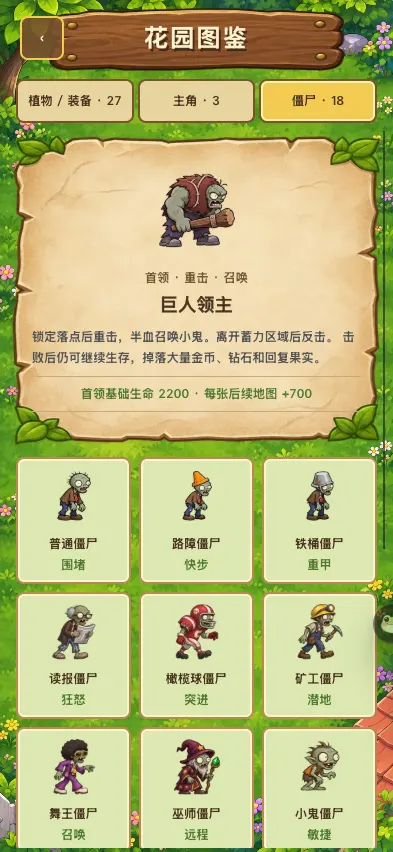 花园图鉴
植物 / 装备 · 27
主角 · 3
僵尸 · 18
首领 · 重击 · 召唤
巨人领主
锁定落点后重击，半血召唤小鬼。离开蓄力区域后反击。 击
败后仍可继续生存，掉落大量金币、钻石和回复果实。
首领基础生命 2200 · 每张后续地图 +700
普通僵尸
围堵
路障僵尸
快步
铁桶僵尸
重甲
读报僵尸
狂怒
橄榄球僵尸
突进
矿工僵尸
潜地
舞王僵尸
召唤
巫师僵尸
远程
小鬼僵尸
敏捷